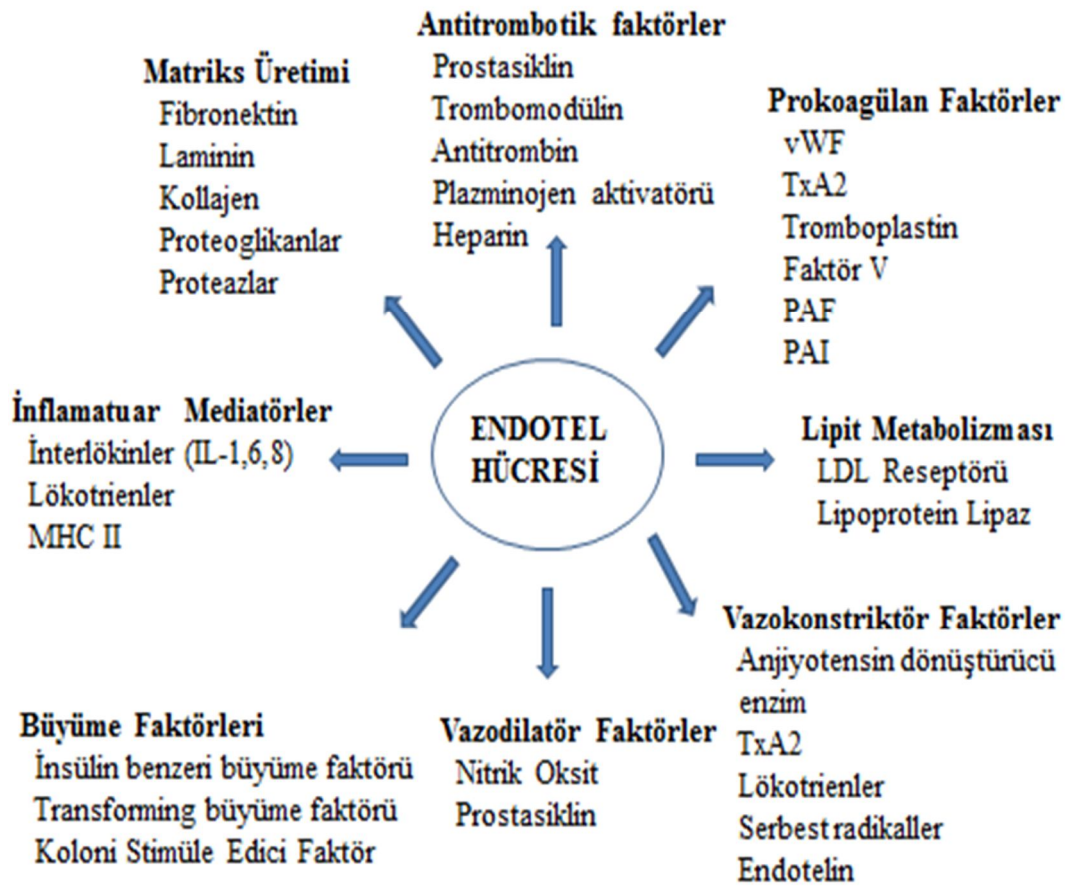 Antitrombotik faktörler
Prostasiklin
Trombomodülin
Antitrombin
Plazminojen aktivatörü
Heparin
Matriks Üretimi
Fibronektin
Laminin
Kollajen
Proteoglikanlar
Proteazlar
Prokoagülan Faktörler
vWF
TxA2
Tromboplastin
Faktör V
PAF
PAI
İnflamatuar Mediatörler
İnterlökinler (IL-1,6,8)
Lökotrienler
MHC II
ENDOTEL
HÜCRESİ
Lipit Metabolizması
LDL Reseptörü
Lipoprotein Lipaz
Büyüme Faktörleri
İnsülin benzeri büyüme faktörü
Transforming büyüme faktörü
Koloni Stimüle Edici Faktör
Vazodilatör Faktörler
Nitrik Oksit
Prostasiklin
Vazokonstriktör Faktörler
Anjiyotensin dönüştürücü
enzim
TxA2
Lökotrienler
Serbest radikaller
Endotelin